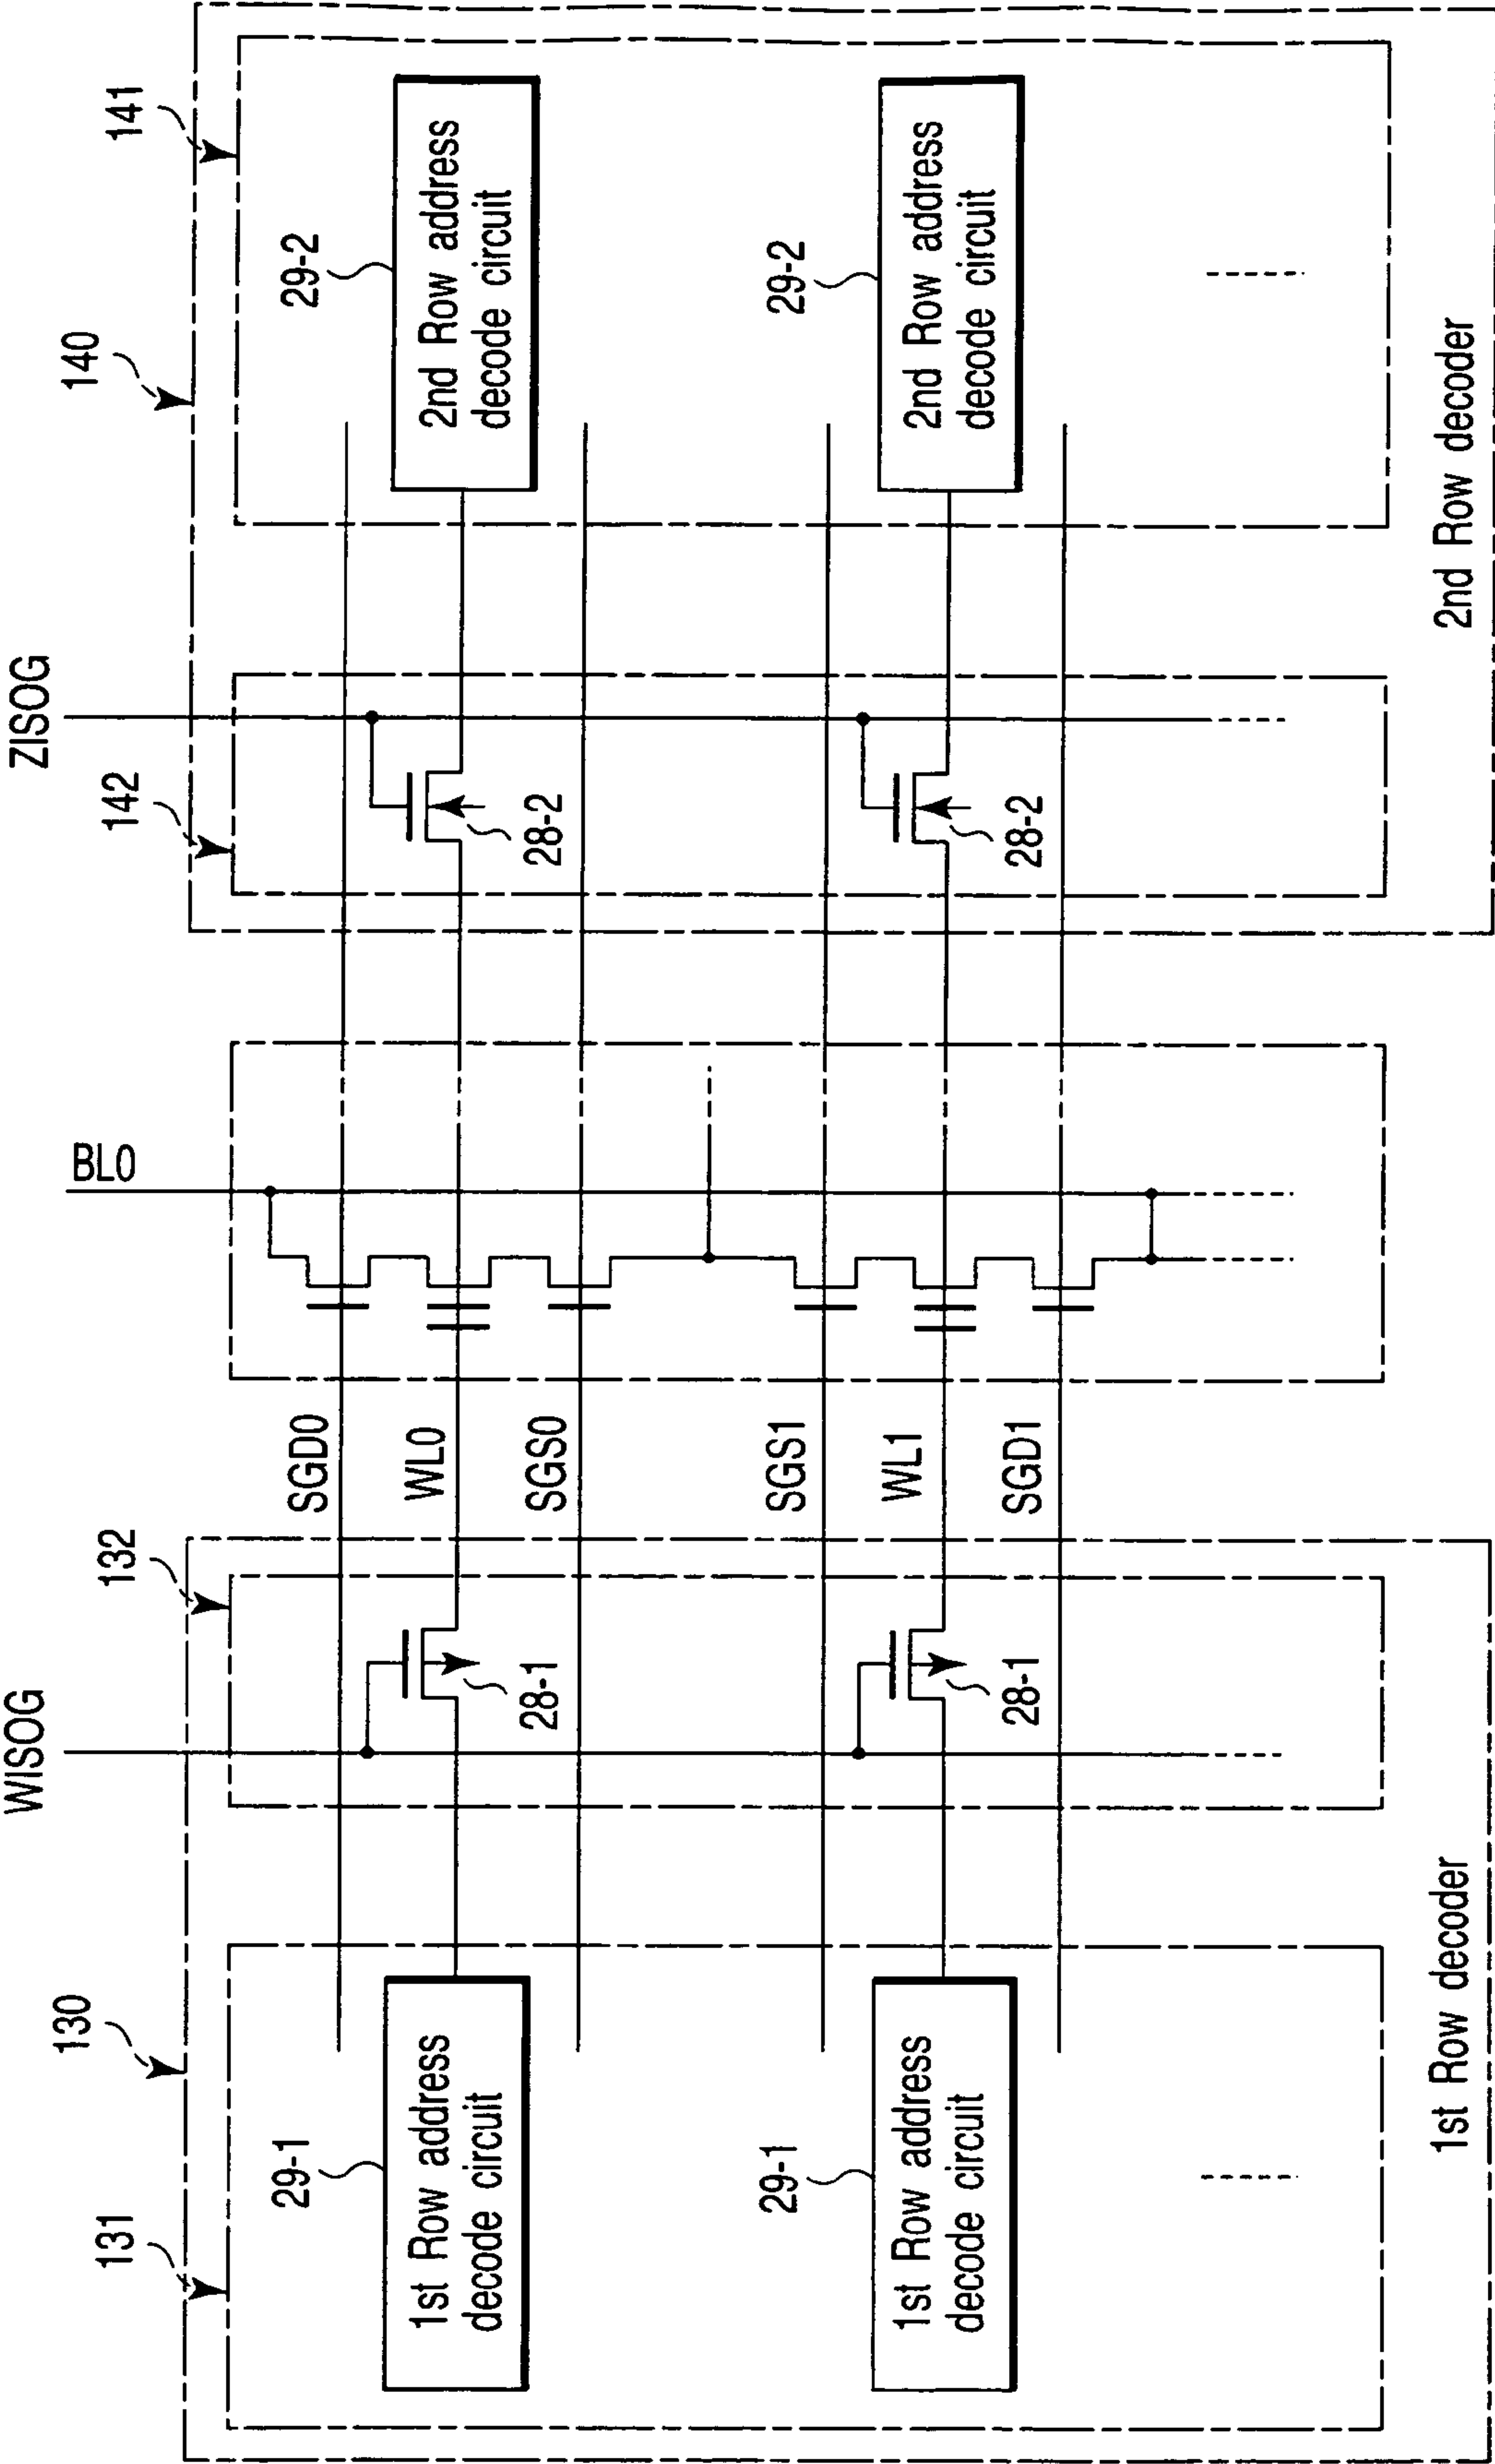 WISOG
BL0
ZISOG
130
131
132
140
142
141
29-1
1st Row address
decode circuit
28-1
SGD0
WL0
SGS0
28-2
29-2
2nd Row address
decode circuit
29-1
1st Row address
decode circuit
28-1
SGS1
WL1
SGD1
28-2
29-2
2nd Row address
decode circuit
1st Row decoder
2nd Row decoder